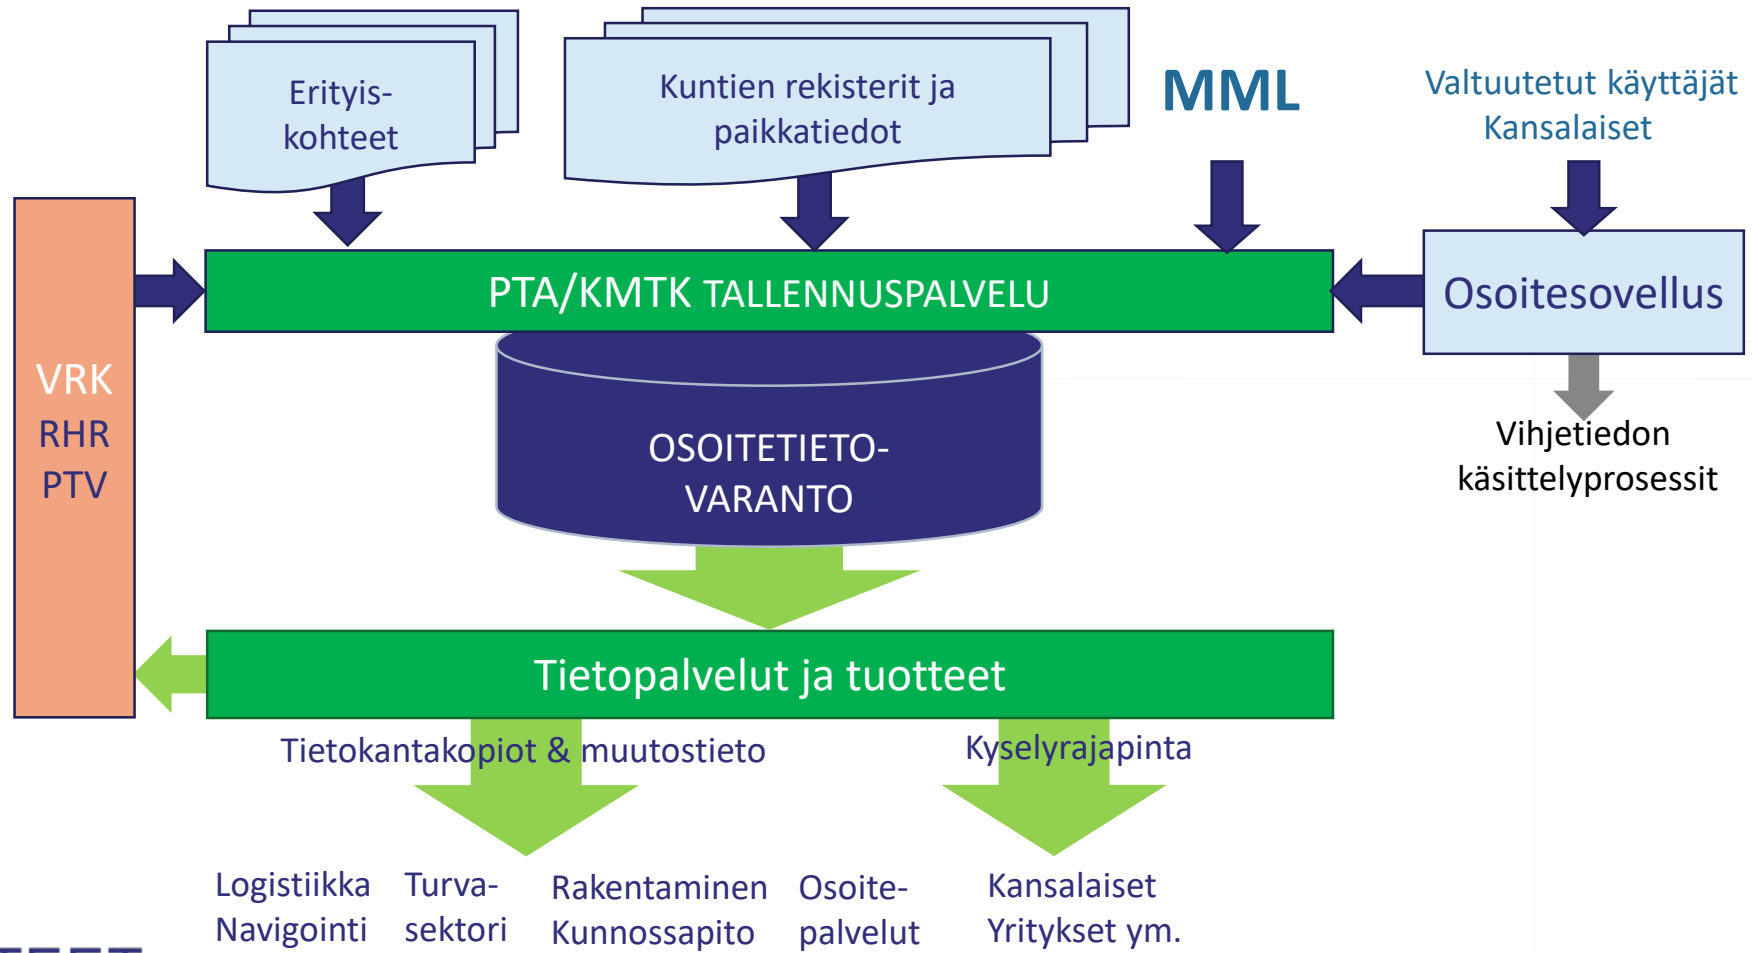 Erityis-
kohteet
Kuntien rekisterit ja
paikkatiedot
MML
Valtuutetut käyttäjät
Kansalaiset
PTA/KMTK TALLENNUSPALVELU
Osoitesovellus
VRK
RHR
PTV
OSOITETIETO-
VARANTO
Vihjetiedon
käsittelyprosessit
Tietopalvelut ja tuotteet
Tietokantakopiot & muutostieto
Kyselyrajapinta
Logistiikka
Navigointi
Turva-
sektori
Rakentaminen
Kunnossapito
Osoite-
palvelut
Kansalaiset
Yritykset ym.